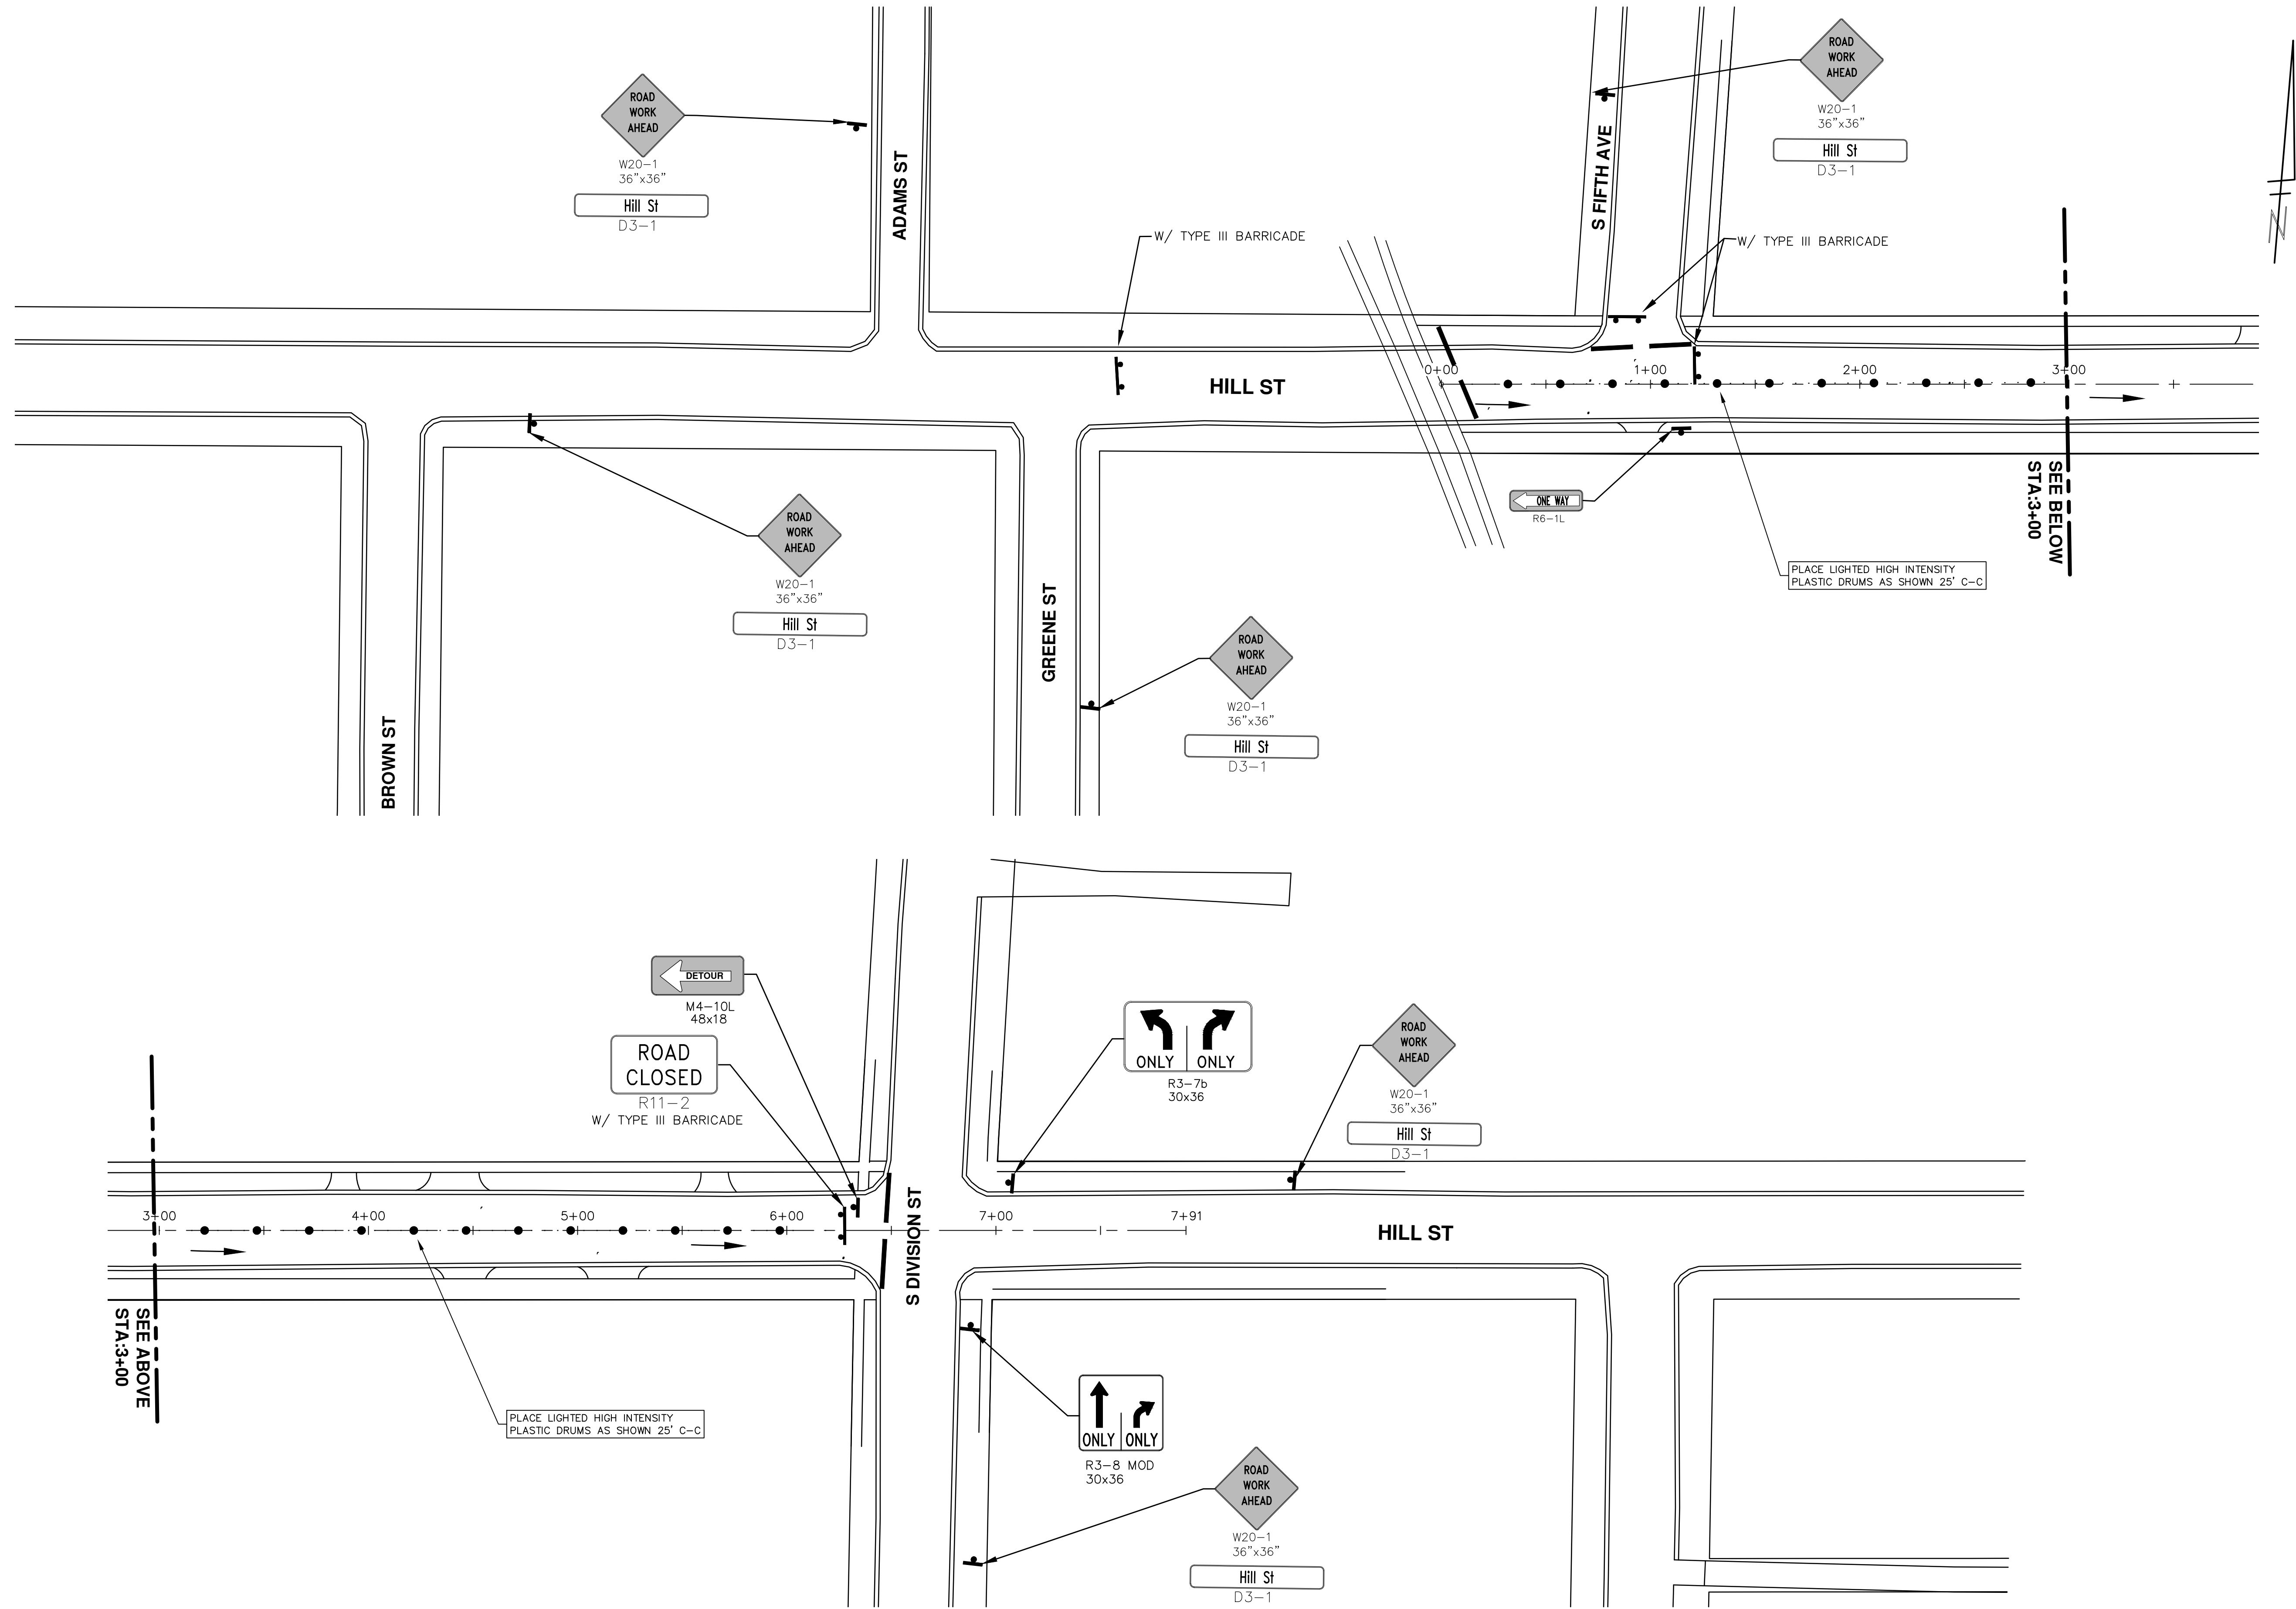 ROAD
WORK
AHEAD
W20-1
36"x36"
Hill St
D3-1
ADAMS ST
S FIFTH AVE
ROAD
WORK
AHEAD
W20-1
36"x36"
Hill St
D3-1
N
W/ TYPE III BARRICADE
W/ TYPE III BARRICADE
HILL ST
0+00
1+00
2+00
3+00
ROAD
WORK
AHEAD
W20-1
36"x36"
Hill St
D3-1
ONE WAY
R6-1L
SEE BELOW
STA:3+00
PLACE LIGHTED HIGH INTENSITY
PLASTIC DRUMS AS SHOWN 25' C-C
BROWN ST
GREENE ST
ROAD
WORK
AHEAD
W20-1
36"x36"
Hill St
D3-1
DETOUR
M4-10L
48x18
ROAD
CLOSED
R11-2
W/ TYPE III BARRICADE
ONLY
ONLY
R3-7b
30x36
ROAD
WORK
AHEAD
W20-1
36"x36"
Hill St
D3-1
3+00
4+00
5+00
6+00
7+00
7+91
S DIVISION ST
HILL ST
SEE ABOVE
STA:3+00
PLACE LIGHTED HIGH INTENSITY
PLASTIC DRUMS AS SHOWN 25' C-C
ONLY
ONLY
R3-8 MOD
30x36
ROAD
WORK
AHEAD
W20-1
36"x36"
Hill St
D3-1